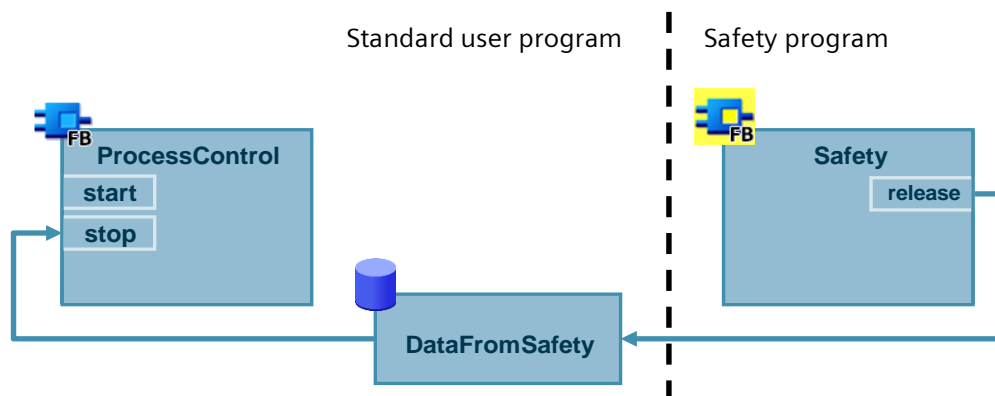 Standard user program
Safety program
FB
ProcessControl
start
stop
FB
Safety
release
DataFromSafety